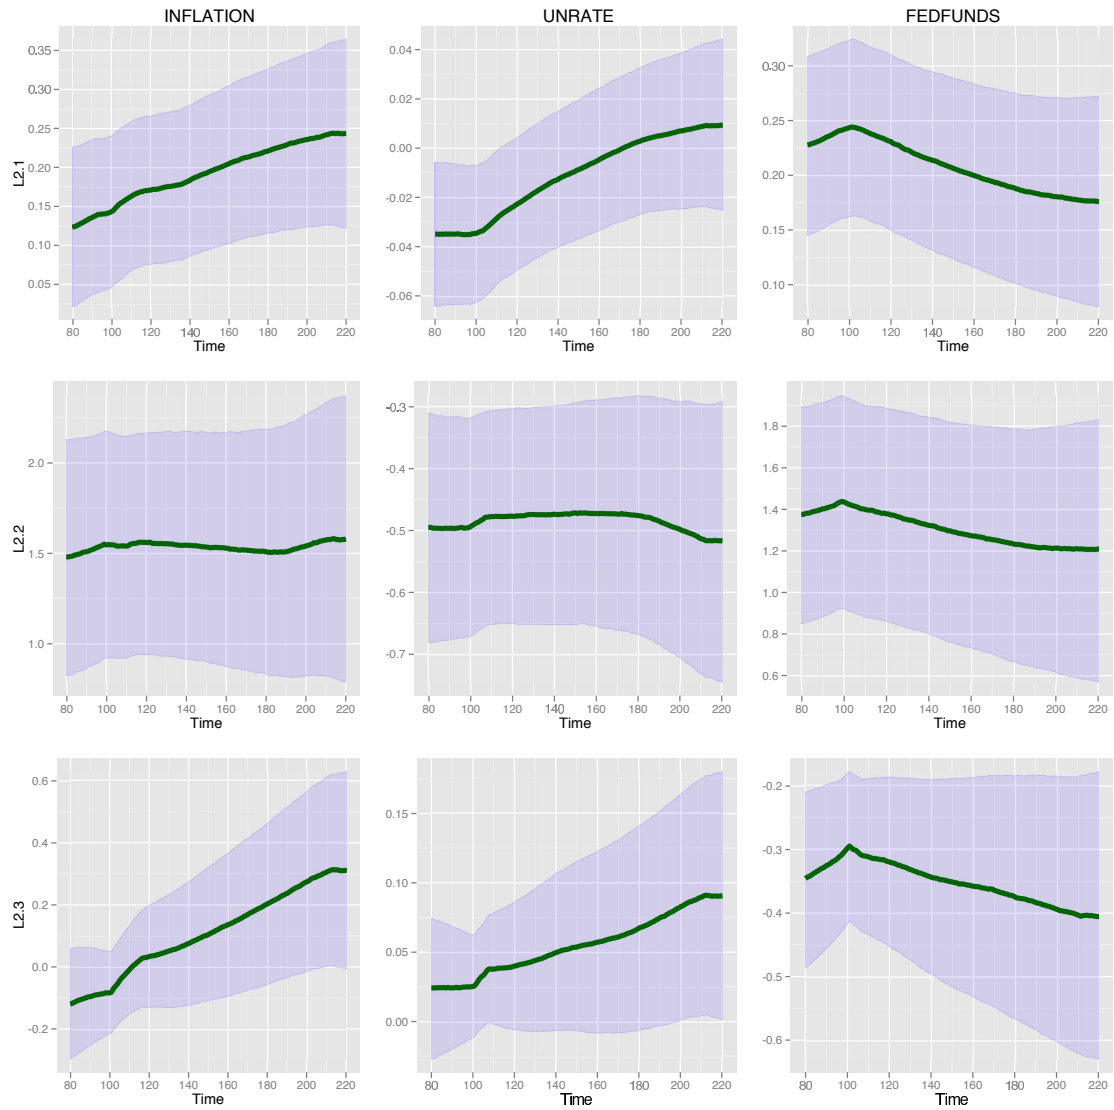 INFLATION UNRATE FEDFUNDS
0.35 0.30 0.25 0.20 0.15 0.10 0.05
L2.1
80 100 120 140 160 180 200 220
Time
0.04 0.02 0.00 -0.02 -0.04 -0.06
80 100 120 140 160 180 200 220
Time
0.30 0.25 0.20 0.15 0.10
80 100 120 140 160 180 200 220
Time
2.0 1.5 1.0
L2.2
80 100 120 140 160 180 200 220
Time
-0.3 -0.4 -0.5 -0.6 -0.7
80 100 120 140 160 180 200 220
Time
1.8 1.6 1.4 1.2 1.0 0.8 0.6
80 100 120 140 160 180 200 220
Time
0.6 0.4 0.2 0.0 -0.2
L2.3
80 100 120 140 160 180 200 220
Time
0.15 0.10 0.05 0.00
80 100 120 140 160 180 200 220
Time
-0.2 -0.3 -0.4 -0.5 -0.6
80 100 120 140 160 180 200 220
Time